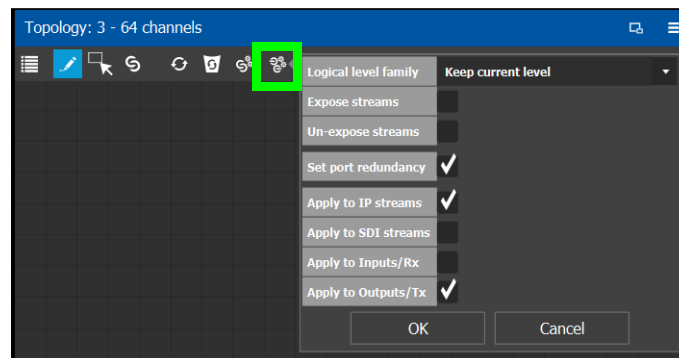 Topology: 3 - 64 channels
Logical level family Keep current level
Expose streams
Un-expose streams
Set port redundancy
Apply to IP streams
Apply to SDI streams
Apply to Inputs/Rx
Apply to Outputs/Tx
OK Cancel